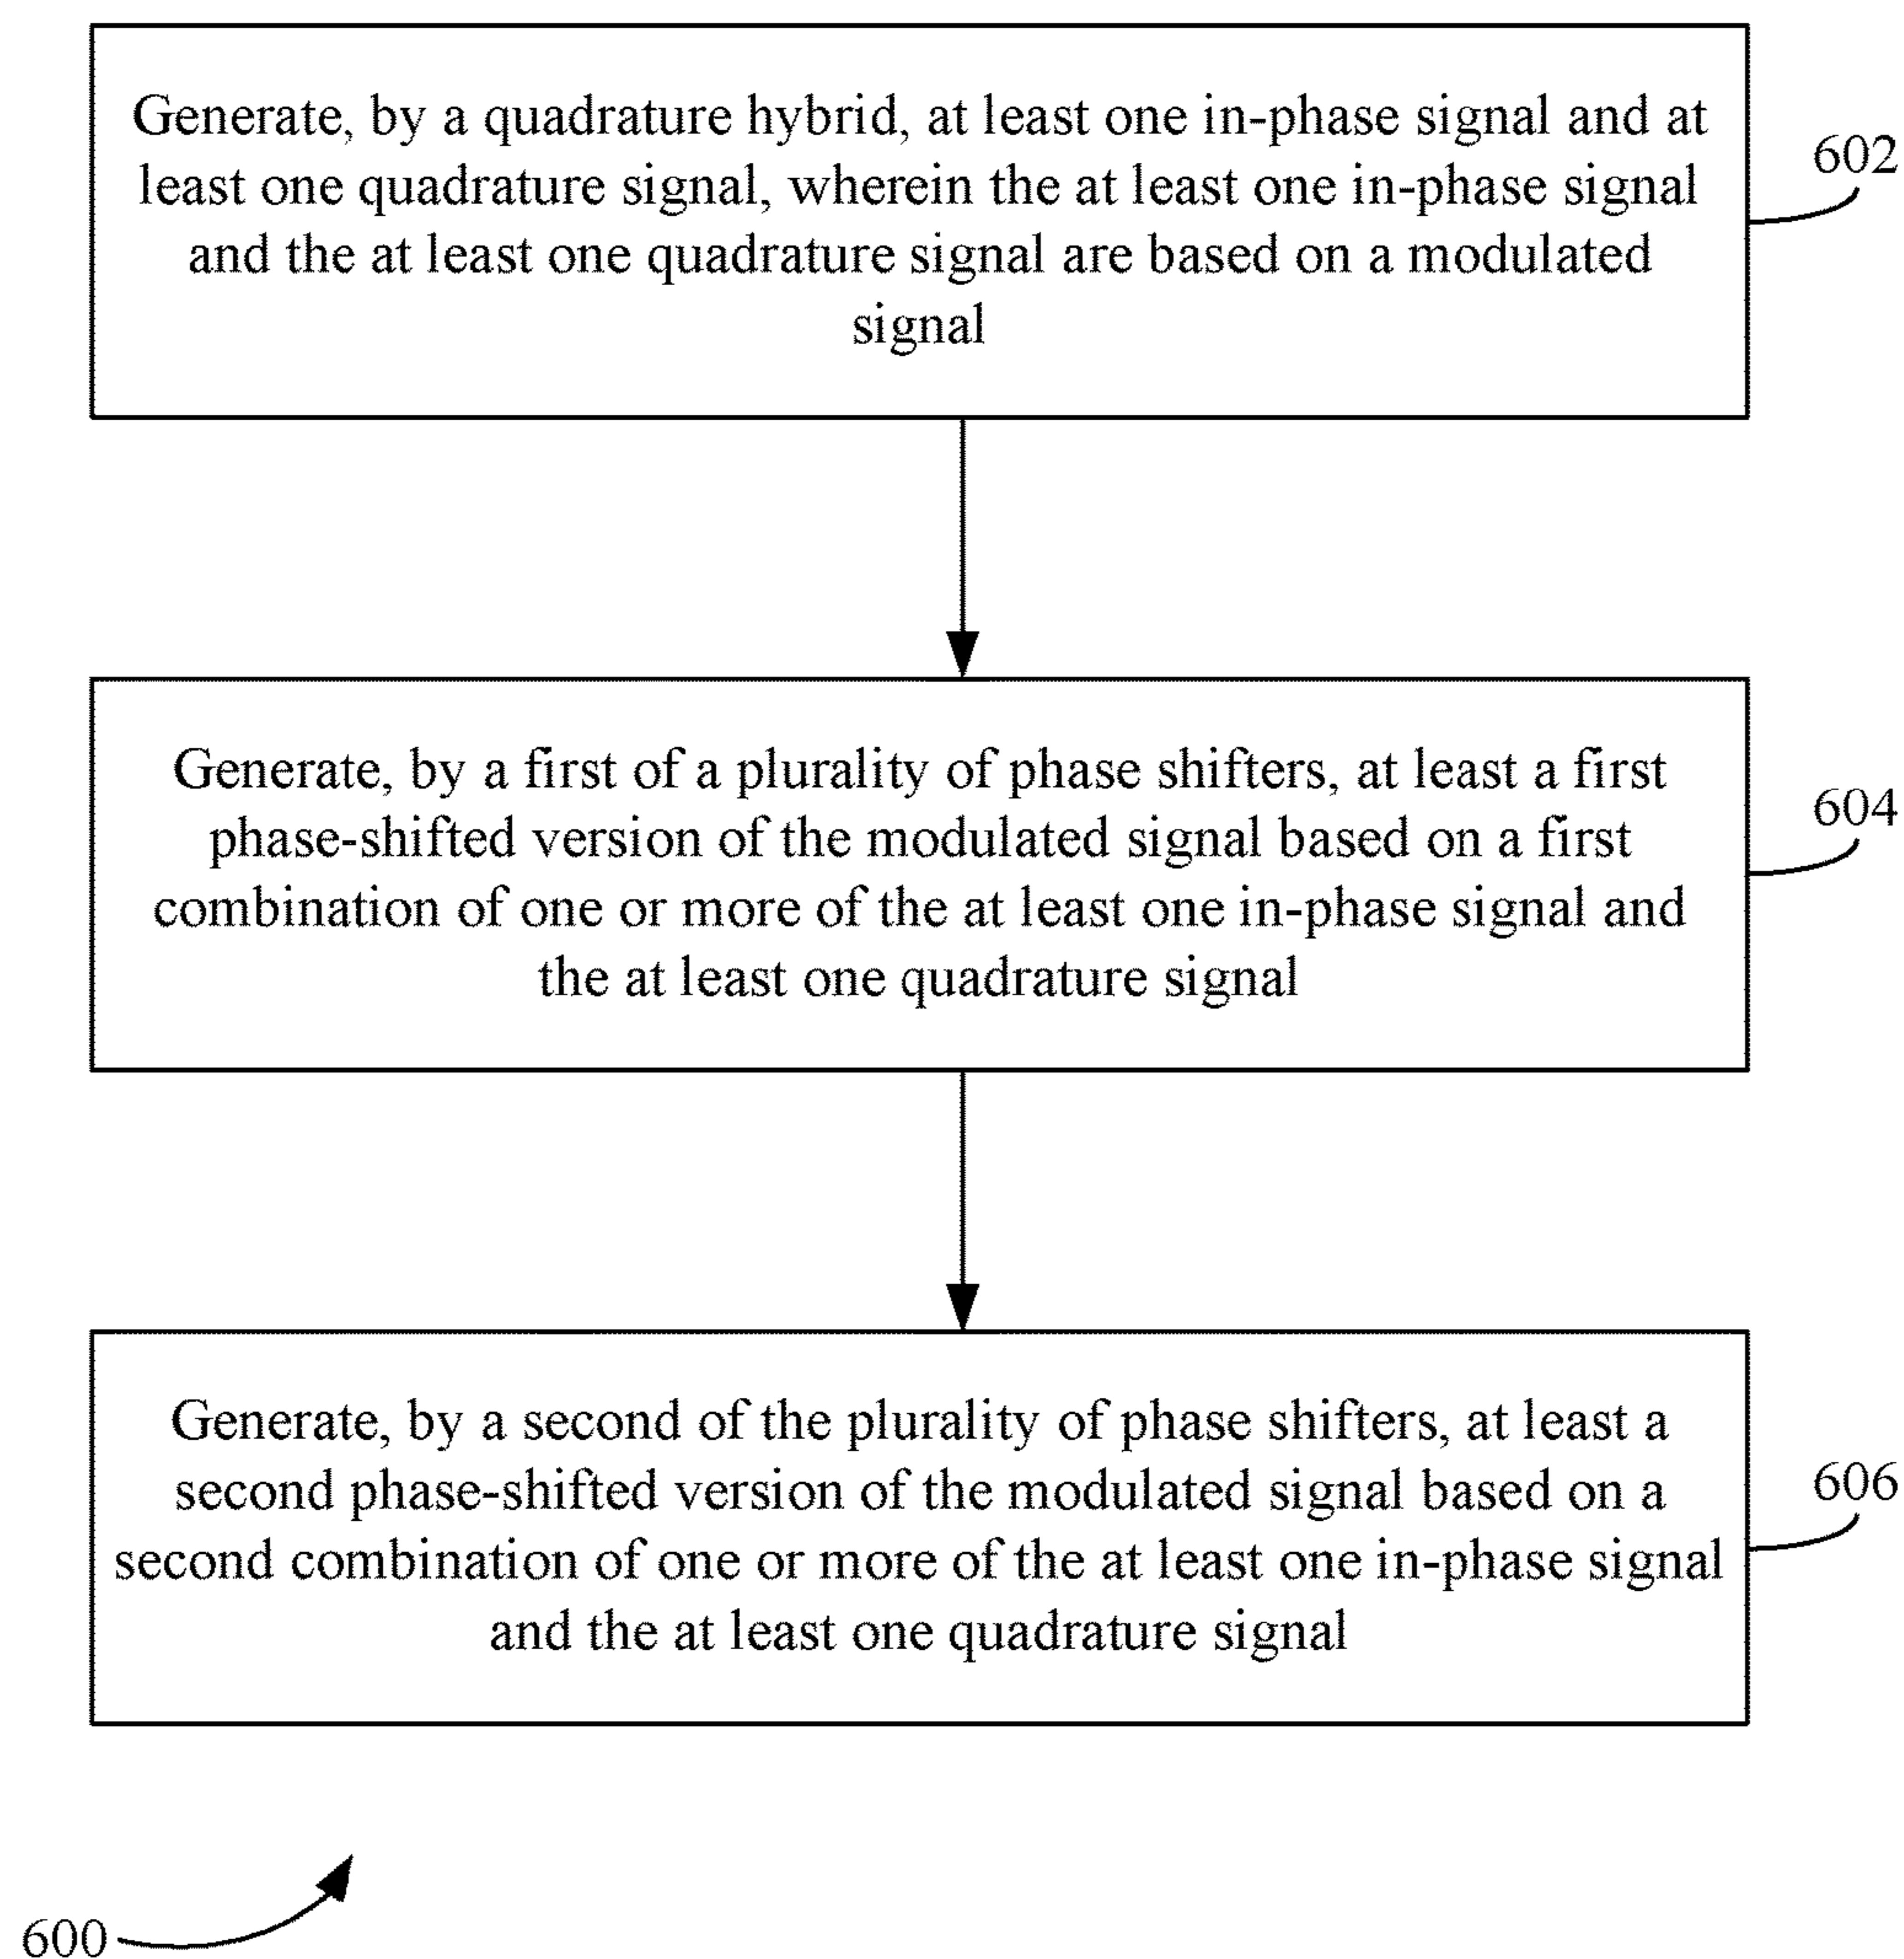 Generate, by a quadrature hybrid, at least one in-phase signal and at
least one quadrature signal, wherein the at least one in-phase signal
and the at least one quadrature signal are based on a modulated
signal
602
Generate, by a first of a plurality of phase shifters, at least a first
phase-shifted version of the modulated signal based on a first
combination of one or more of the at least one in-phase signal and
the at least one quadrature signal
604
Generate, by a second of the plurality of phase shifters, at least a
second phase-shifted version of the modulated signal based on a
second combination of one or more of the at least one in-phase signal
and the at least one quadrature signal
606
600